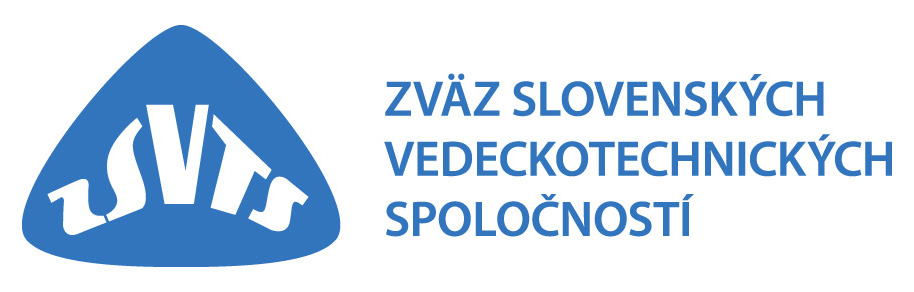 ZSVTS
ZVÄZ SLOVENSKÝCH
VEDECKOTECHNICKÝCH
SPOLOČNOSTÍ